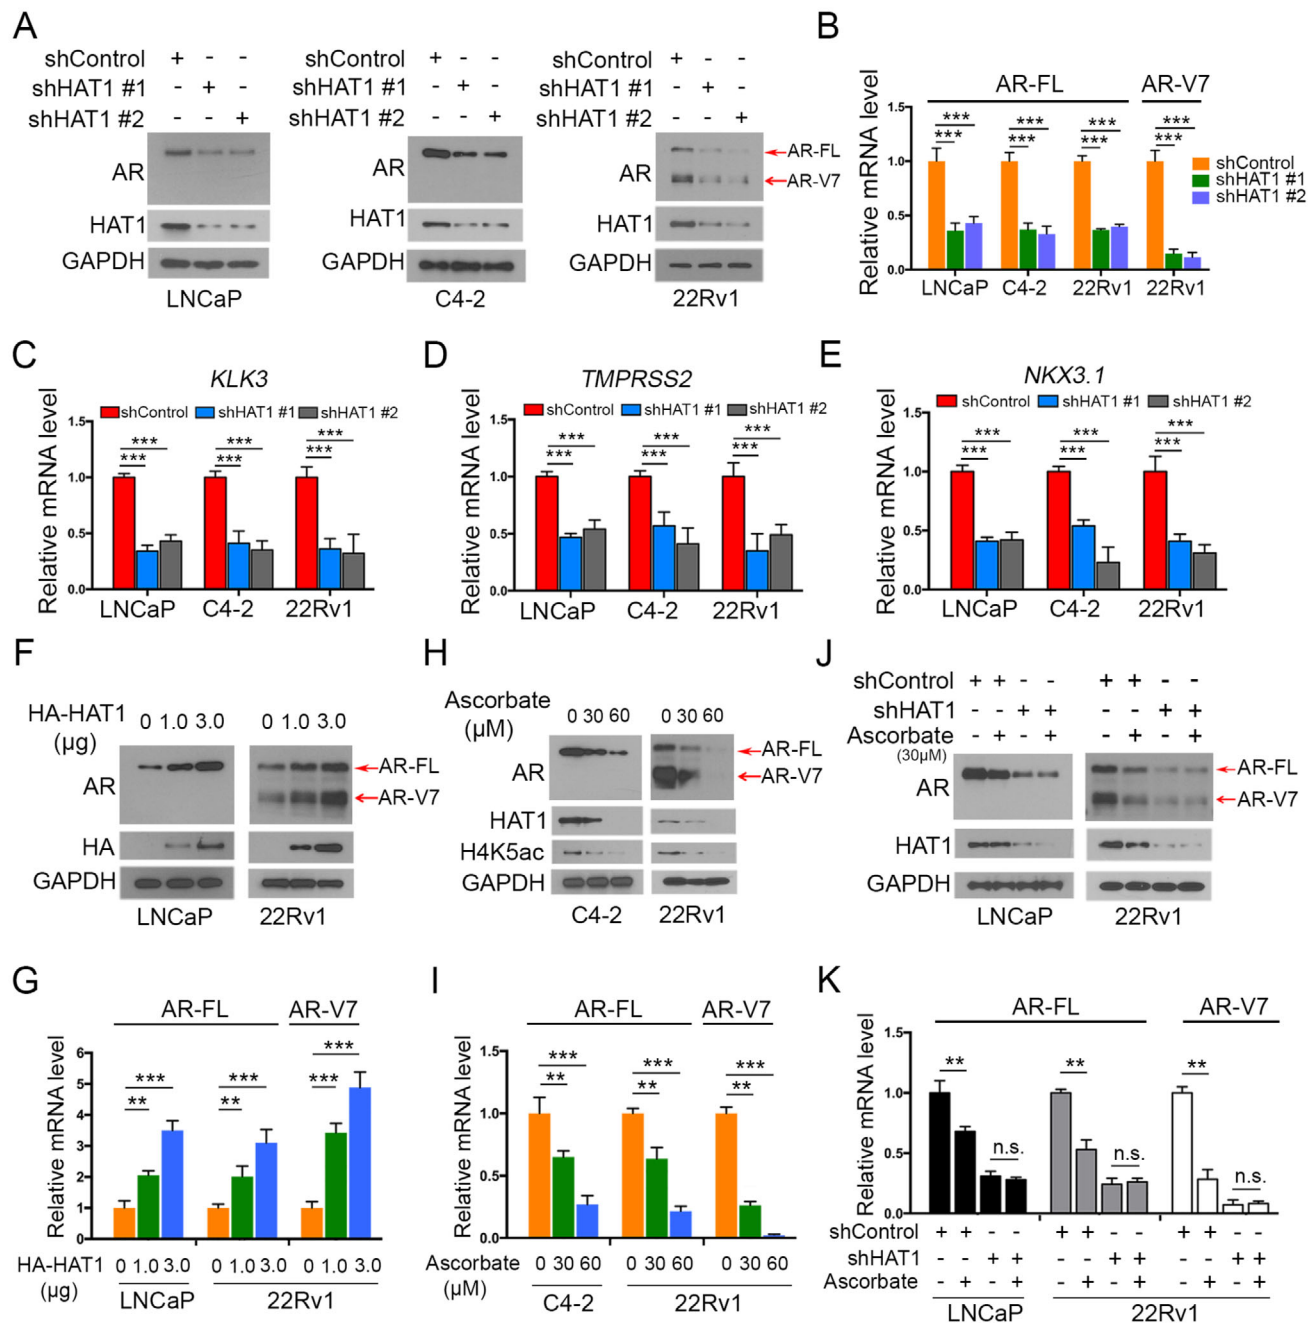 A
shControl + - -
shHAT1 #1 - + -
shHAT1 #2 - - +
AR
HAT1
GAPDH
LNCaP
shControl + - -
shHAT1 #1 - + -
shHAT1 #2 - - +
AR
HAT1
GAPDH
C4-2
shControl + - -
shHAT1 #1 - + -
shHAT1 #2 - - +
AR
AR-FL
AR-V7
HAT1
GAPDH
22Rv1
B
AR-FL AR-V7
Relative mRNA level
1.5
1.0
0.5
0.0
*** *** *** ***
*** *** *** ***
shControl
shHAT1 #1
shHAT1 #2
LNCaP C4-2 22Rv1 22Rv1
C
KLK3
shControl shHAT1 #1 shHAT1 #2
Relative mRNA level
1.5
1.0
0.5
0.0
*** *** ***
*** *** ***
LNCaP C4-2 22Rv1
D
TMPRSS2
shControl shHAT1 #1 shHAT1 #2
Relative mRNA level
1.5
1.0
0.5
0.0
*** *** ***
*** *** ***
LNCaP C4-2 22Rv1
E
NKX3.1
shControl shHAT1 #1 shHAT1 #2
Relative mRNA level
1.5
1.0
0.5
0.0
*** *** ***
*** *** ***
LNCaP C4-2 22Rv1
F
HA-HAT1
(µg)
0 1.0 3.0 0 1.0 3.0
AR
AR-FL
AR-V7
HA
GAPDH
LNCaP 22Rv1
H
Ascorbate
(µM)
0 30 60 0 30 60
AR
AR-FL
AR-V7
HAT1
H4K5ac
GAPDH
C4-2 22Rv1
J
shControl + + - - + + - -
shHAT1 - - + + - - + +
Ascorbate - + - + - + - +
(30µM)
AR
AR-FL
AR-V7
HAT1
GAPDH
LNCaP 22Rv1
G
AR-FL AR-V7
Relative mRNA level
6
5
4
3
2
1
0
*** *** ***
** ** ***
HA-HAT1
(µg)
0 1.0 3.0 0 1.0 3.0 0 1.0 3.0
LNCaP 22Rv1
I
AR-FL AR-V7
Relative mRNA level
1.5
1.0
0.5
0.0
*** *** ***
** ** **
Ascorbate
(µM)
0 30 60 0 30 60 0 30 60
C4-2 22Rv1
K
AR-FL AR-V7
Relative mRNA level
1.5
1.0
0.5
0.0
** n.s. ** n.s. ** n.s.
shControl + + - - + + - - + + - -
shHAT1 - - + + - - + + - - + +
Ascorbate - + - + - + - + - + - +
LNCaP 22Rv1